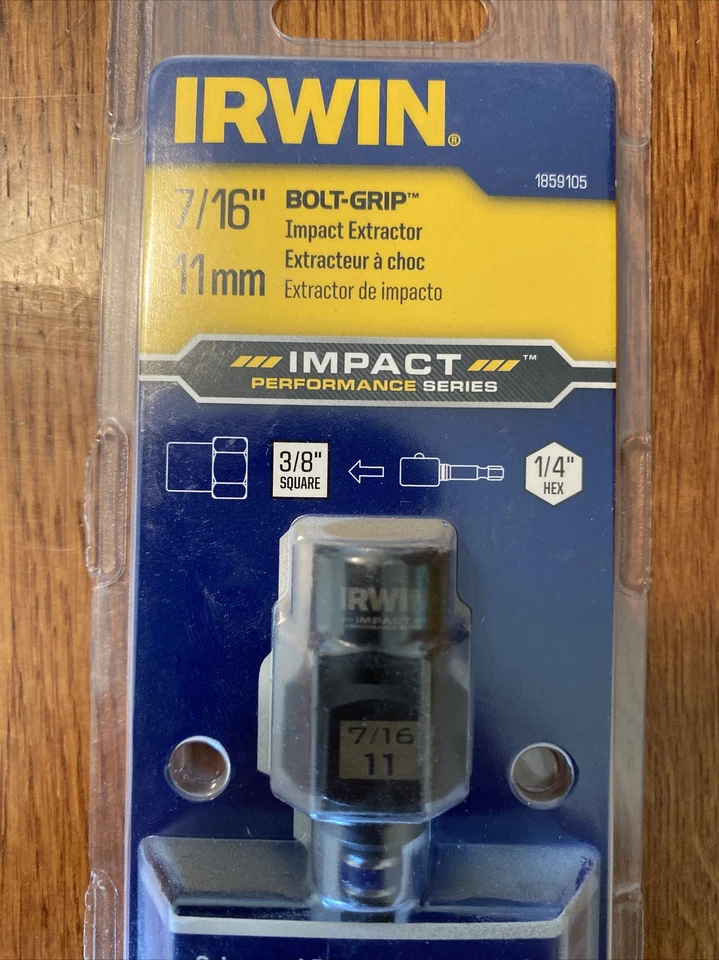 IRWIN®
1859105
7/16"
11mm
BOLT-GRIP™
Impact Extractor
Extracteur à choc
Extractor de impacto
IMPACT™
PERFORMANCE SERIES
3/8"
SQUARE
1/4"
HEX
IRWIN
IMPACT
7/16
11